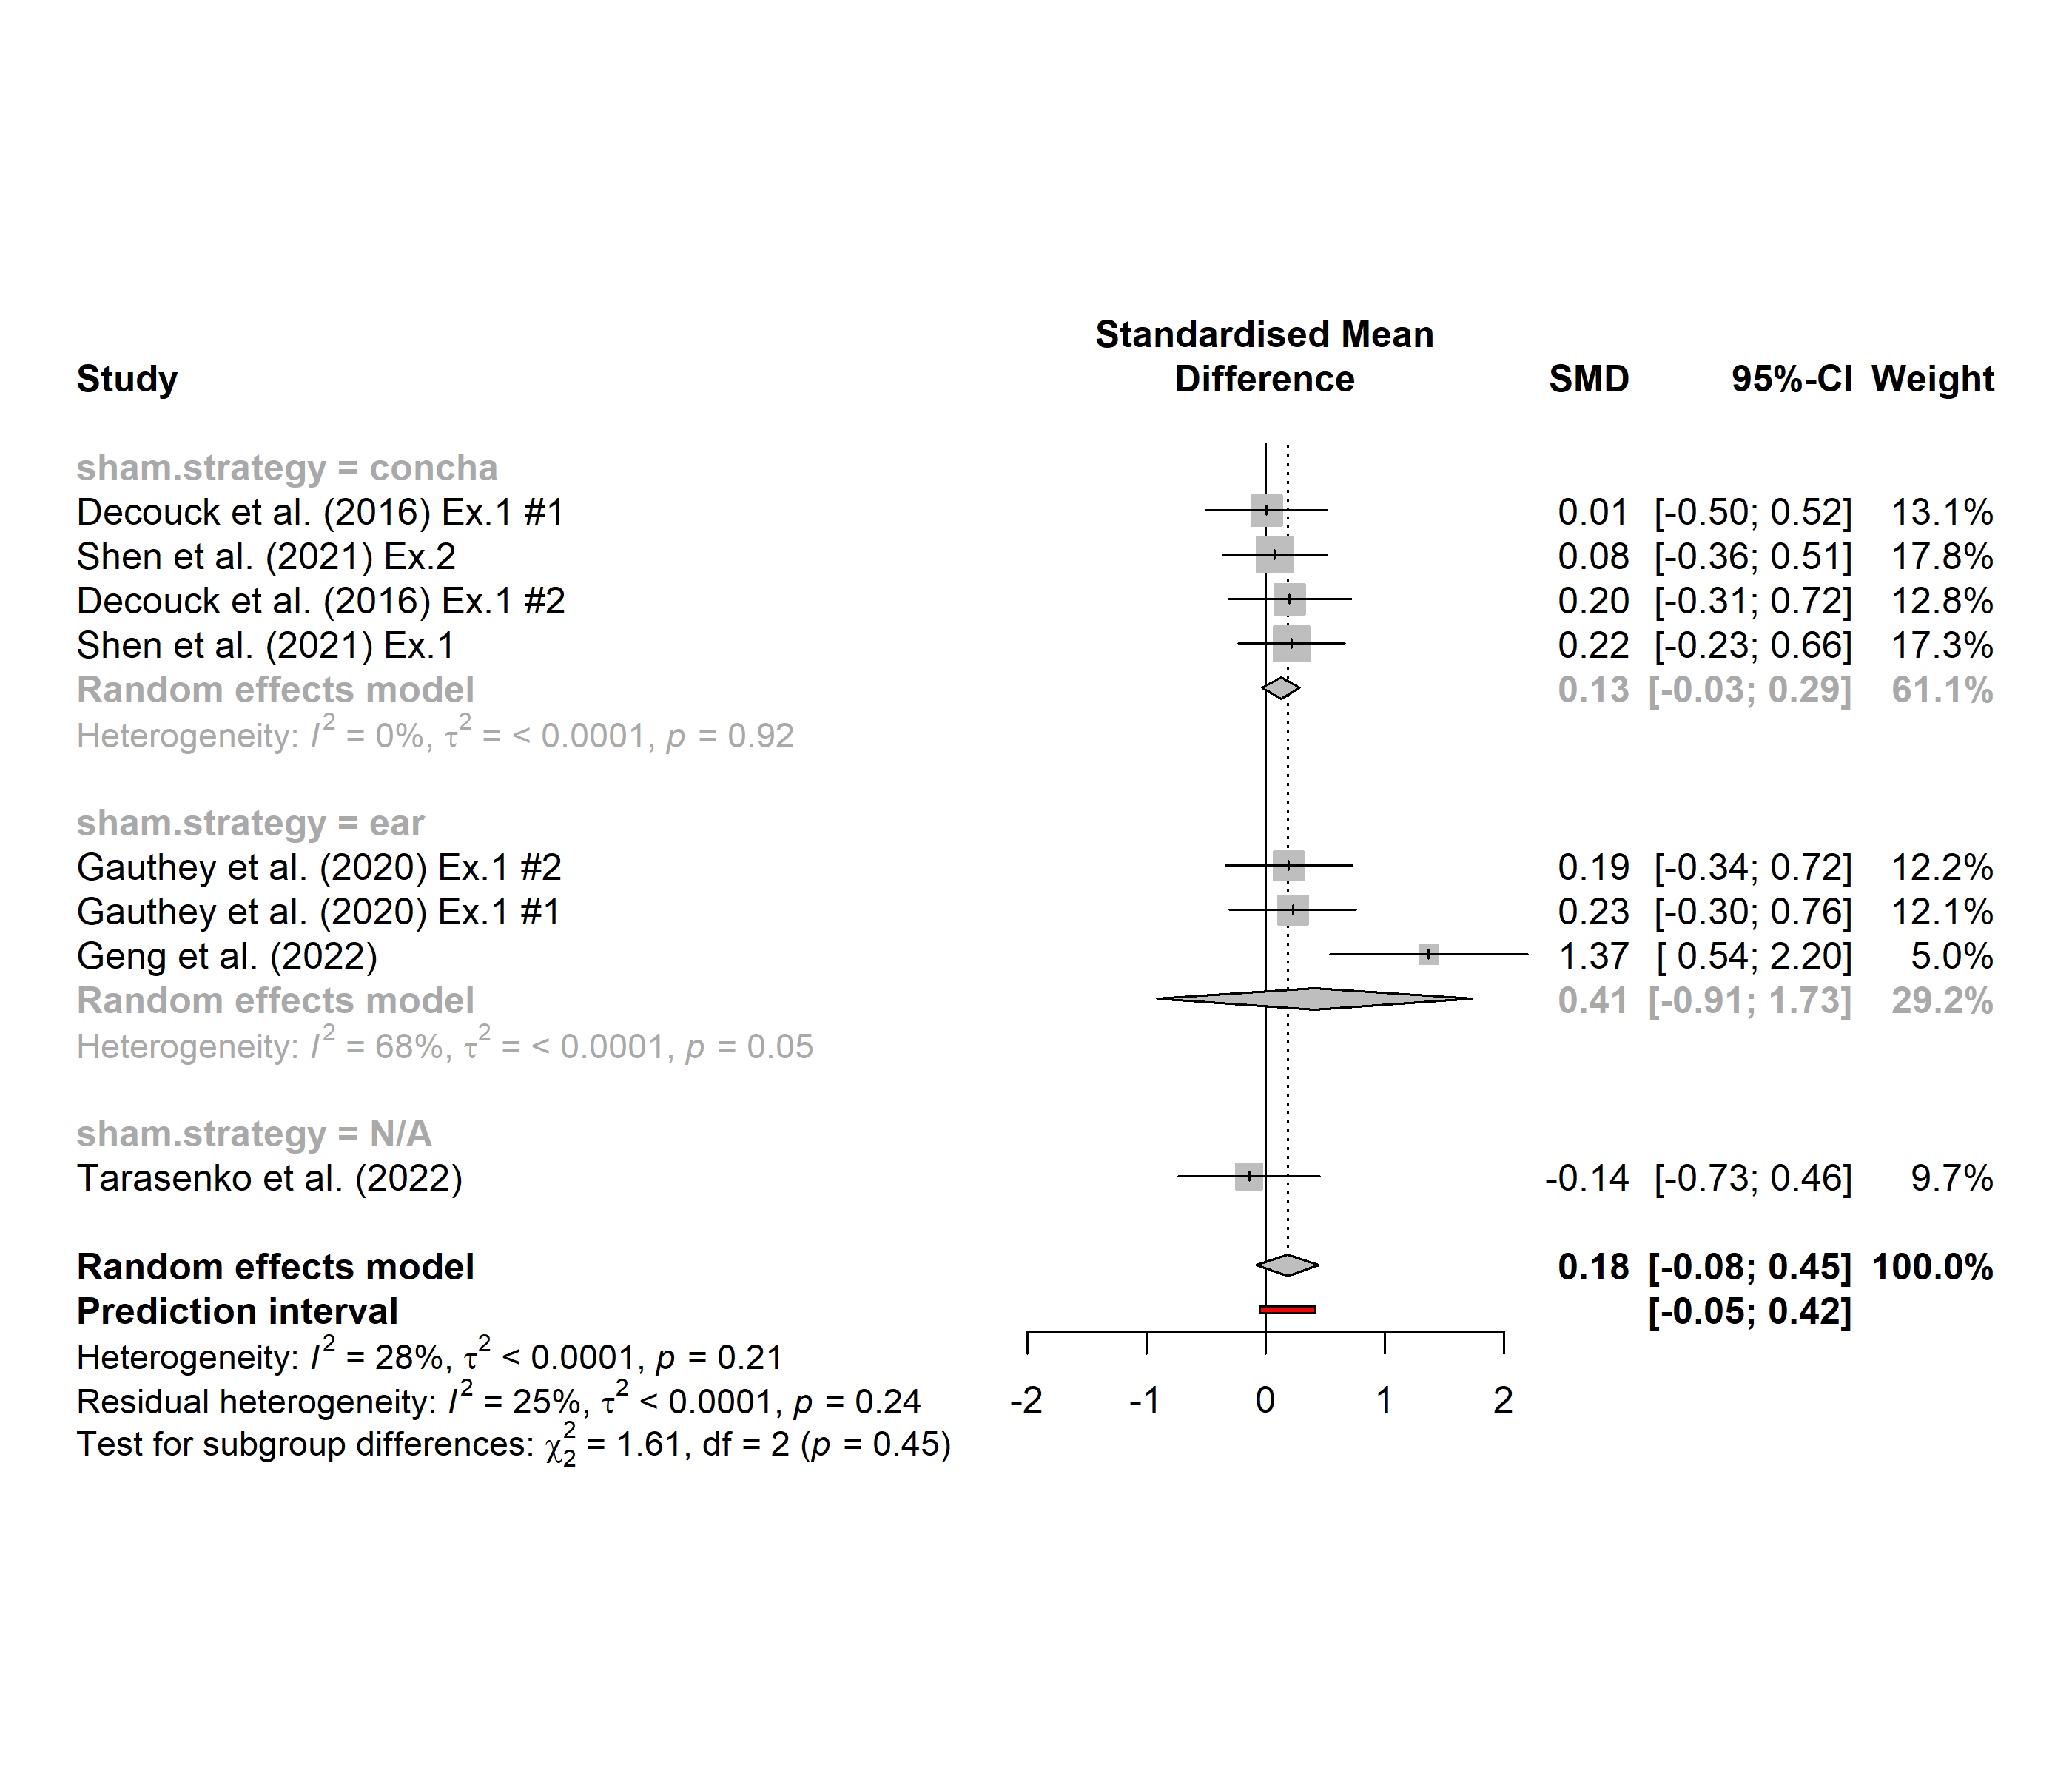 Standardised Mean
Study Difference SMD 95%-CI Weight
sham.strategy = concha
Decouck et al. (2016) Ex.1 #1 0.01 [-0.50; 0.52] 13.1%
Shen et al. (2021) Ex.2 0.08 [-0.36; 0.51] 17.8%
Decouck et al. (2016) Ex.1 #2 0.20 [-0.31; 0.72] 12.8%
Shen et al. (2021) Ex.1 0.22 [-0.23; 0.66] 17.3%
Random effects model 0.13 [-0.03; 0.29] 61.1%
Heterogeneity: I² = 0%, τ² = < 0.0001, p = 0.92
sham.strategy = ear
Gauthey et al. (2020) Ex.1 #2 0.19 [-0.34; 0.72] 12.2%
Gauthey et al. (2020) Ex.1 #1 0.23 [-0.30; 0.76] 12.1%
Geng et al. (2022) 1.37 [ 0.54; 2.20] 5.0%
Random effects model 0.41 [-0.91; 1.73] 29.2%
Heterogeneity: I² = 68%, τ² = < 0.0001, p = 0.05
sham.strategy = N/A
Tarasenko et al. (2022) -0.14 [-0.73; 0.46] 9.7%
Random effects model 0.18 [-0.08; 0.45] 100.0%
Prediction interval [-0.05; 0.42]
Heterogeneity: I² = 28%, τ² < 0.0001, p = 0.21
Residual heterogeneity: I² = 25%, τ² < 0.0001, p = 0.24
-2 -1 0 1 2
Test for subgroup differences: χ²₂ = 1.61, df = 2 (p = 0.45)